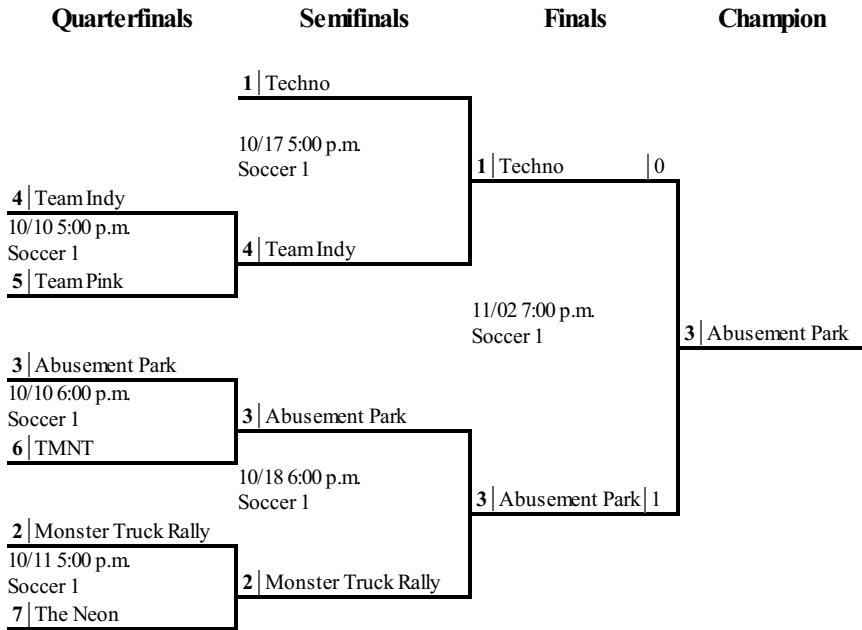 Quarterfinals Semifinals Finals Champion
1 Techno
10/17 5:00 p.m.
Soccer 1
1 Techno 0
4 Team Indy
10/10 5:00 p.m.
Soccer 1
5 Team Pink
4 Team Indy
11/02 7:00 p.m.
Soccer 1
3 Abusement Park
3 Abusement Park
10/10 6:00 p.m.
Soccer 1
6 TMNT
3 Abusement Park
10/18 6:00 p.m.
Soccer 1
3 Abusement Park 1
2 Monster Truck Rally
10/11 5:00 p.m.
Soccer 1
7 The Neon
2 Monster Truck Rally